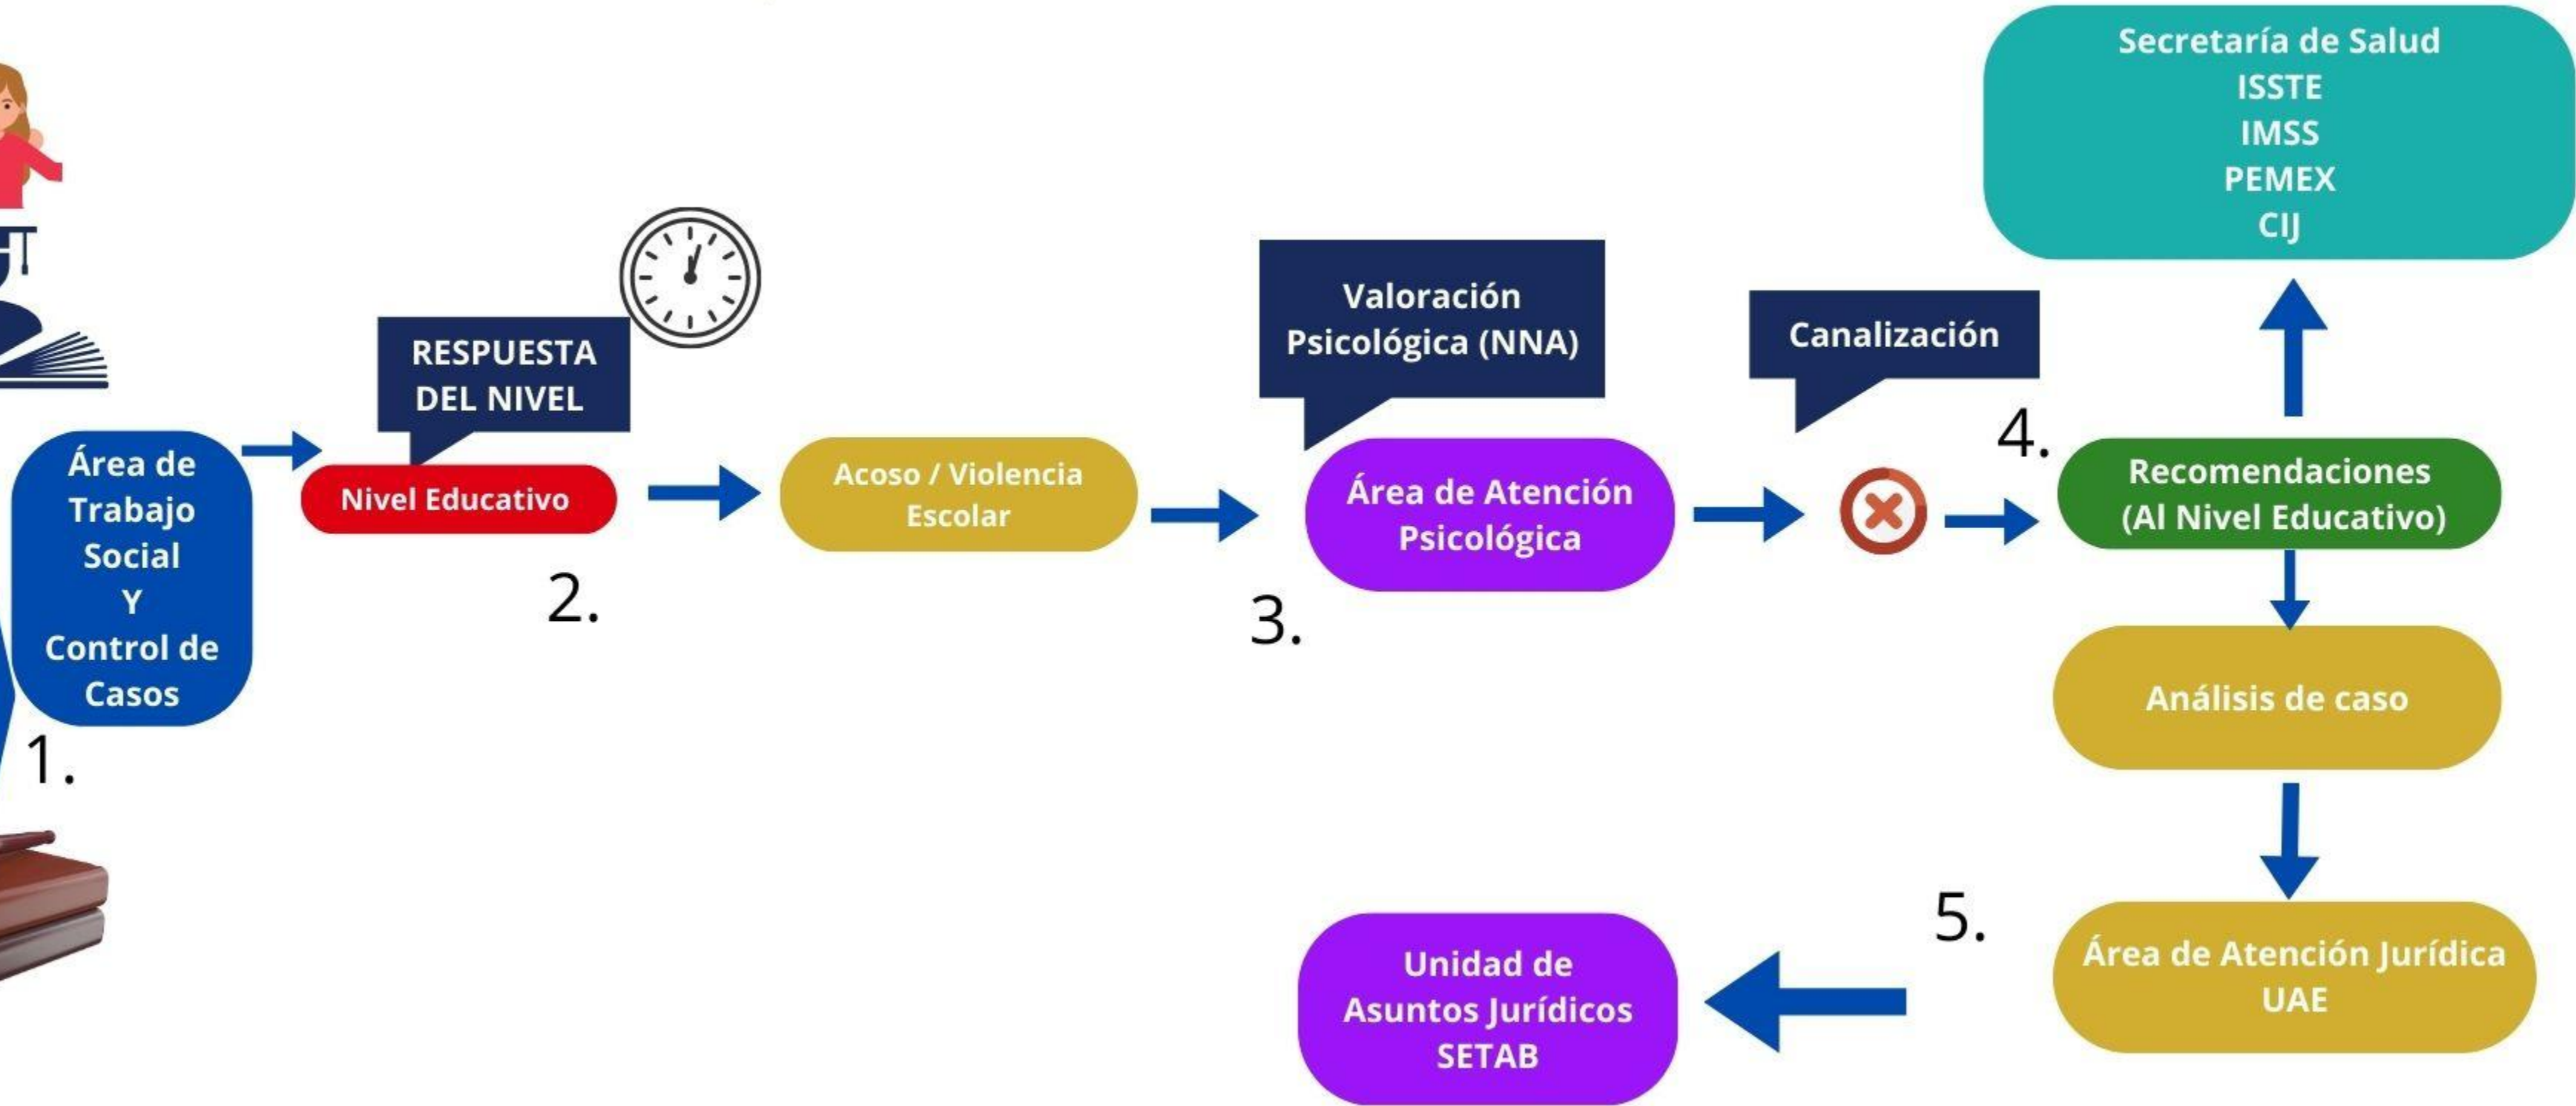 Área de
Trabajo
Social
Y
Control de
Casos
1.
RESPUESTA
DEL NIVEL
Nivel Educativo
2.
Acoso / Violencia
Escolar
Valoración
Psicológica (NNA)
Área de Atención
Psicológica
3.
Canalización
4.
Secretaría de Salud
ISSTE
IMSS
PEMEX
CIJ
Recomendaciones
(Al Nivel Educativo)
Análisis de caso
Área de Atención Jurídica
UAE
5.
Unidad de
Asuntos Jurídicos
SETAB